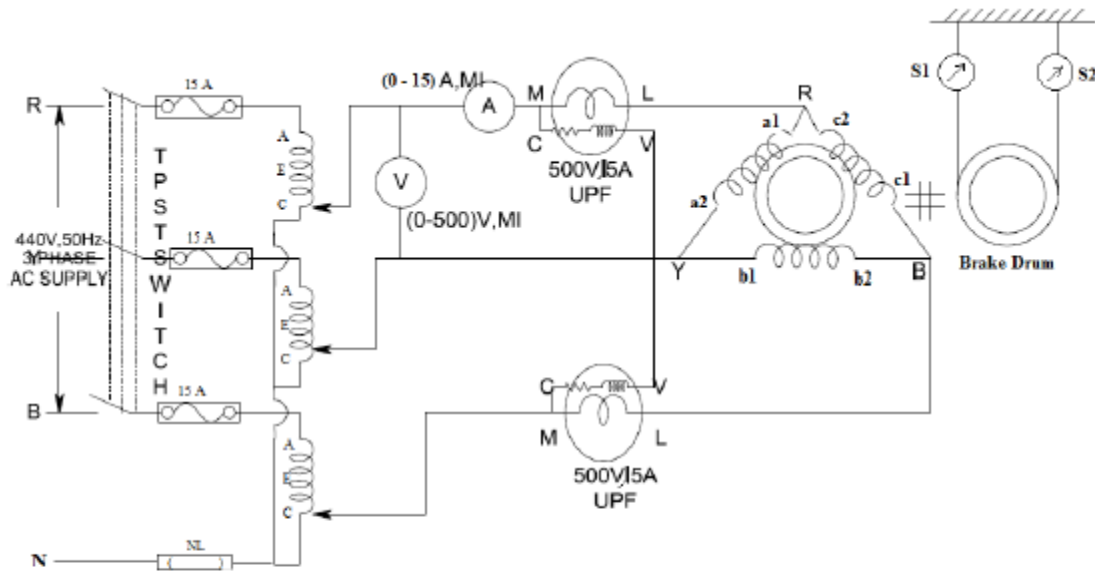 R
15 A
TPSTSWITCH
A
E
C
(0 - 15) A,MI
A
V
(0-500)V,MI
M
L
C
V
500V,5A
UPF
R
a1
c2
a2
c1
Y
b1
b2
B
S1
S2
Brake Drum
440V,50Hz
3PHASE
AC SUPPLY
Y
15 A
A
E
C
B
15 A
A
E
C
C
V
M
L
500V,5A
UPF
N
NL